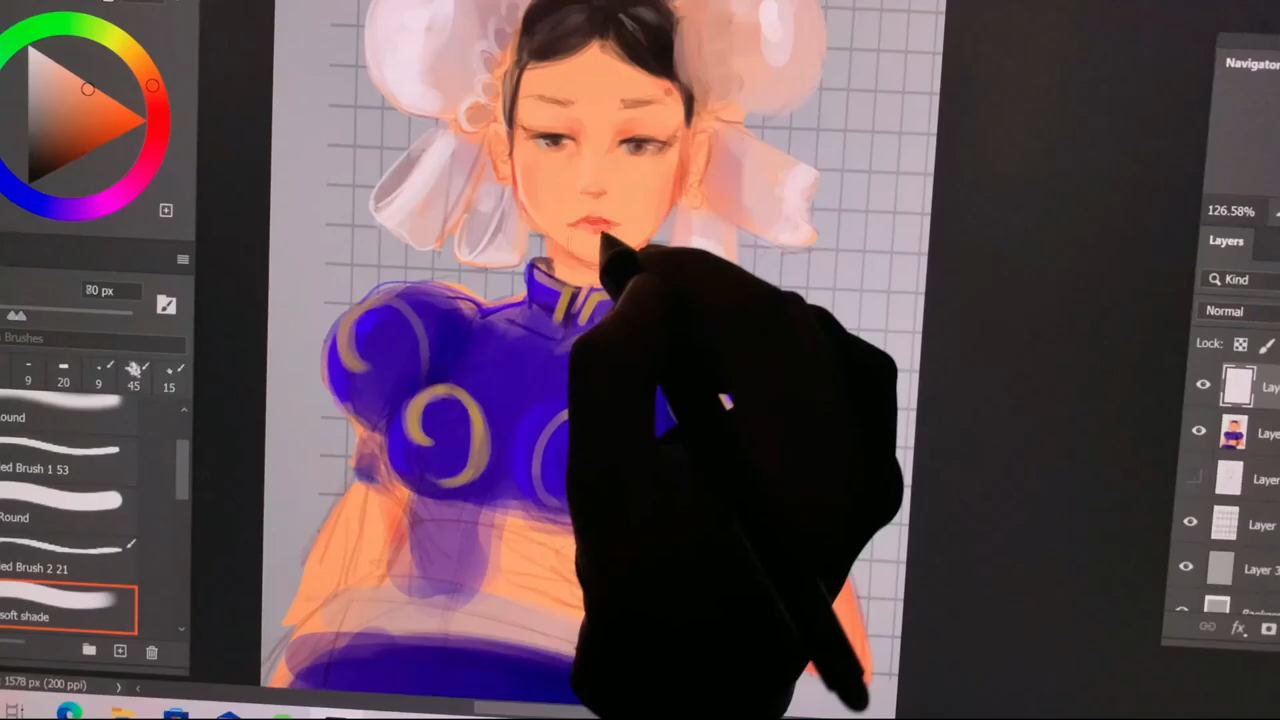 80 px
Brushes
9 20 9 45 15
ound
ed Brush 1 53
Round
ed Brush 2 21
soft shade
1578 px (200 ppi)
Navigator
126.58%
Layers
Kind
Normal
Lock:
Lay
Laye
Layer
Layer
Layer 3
fx